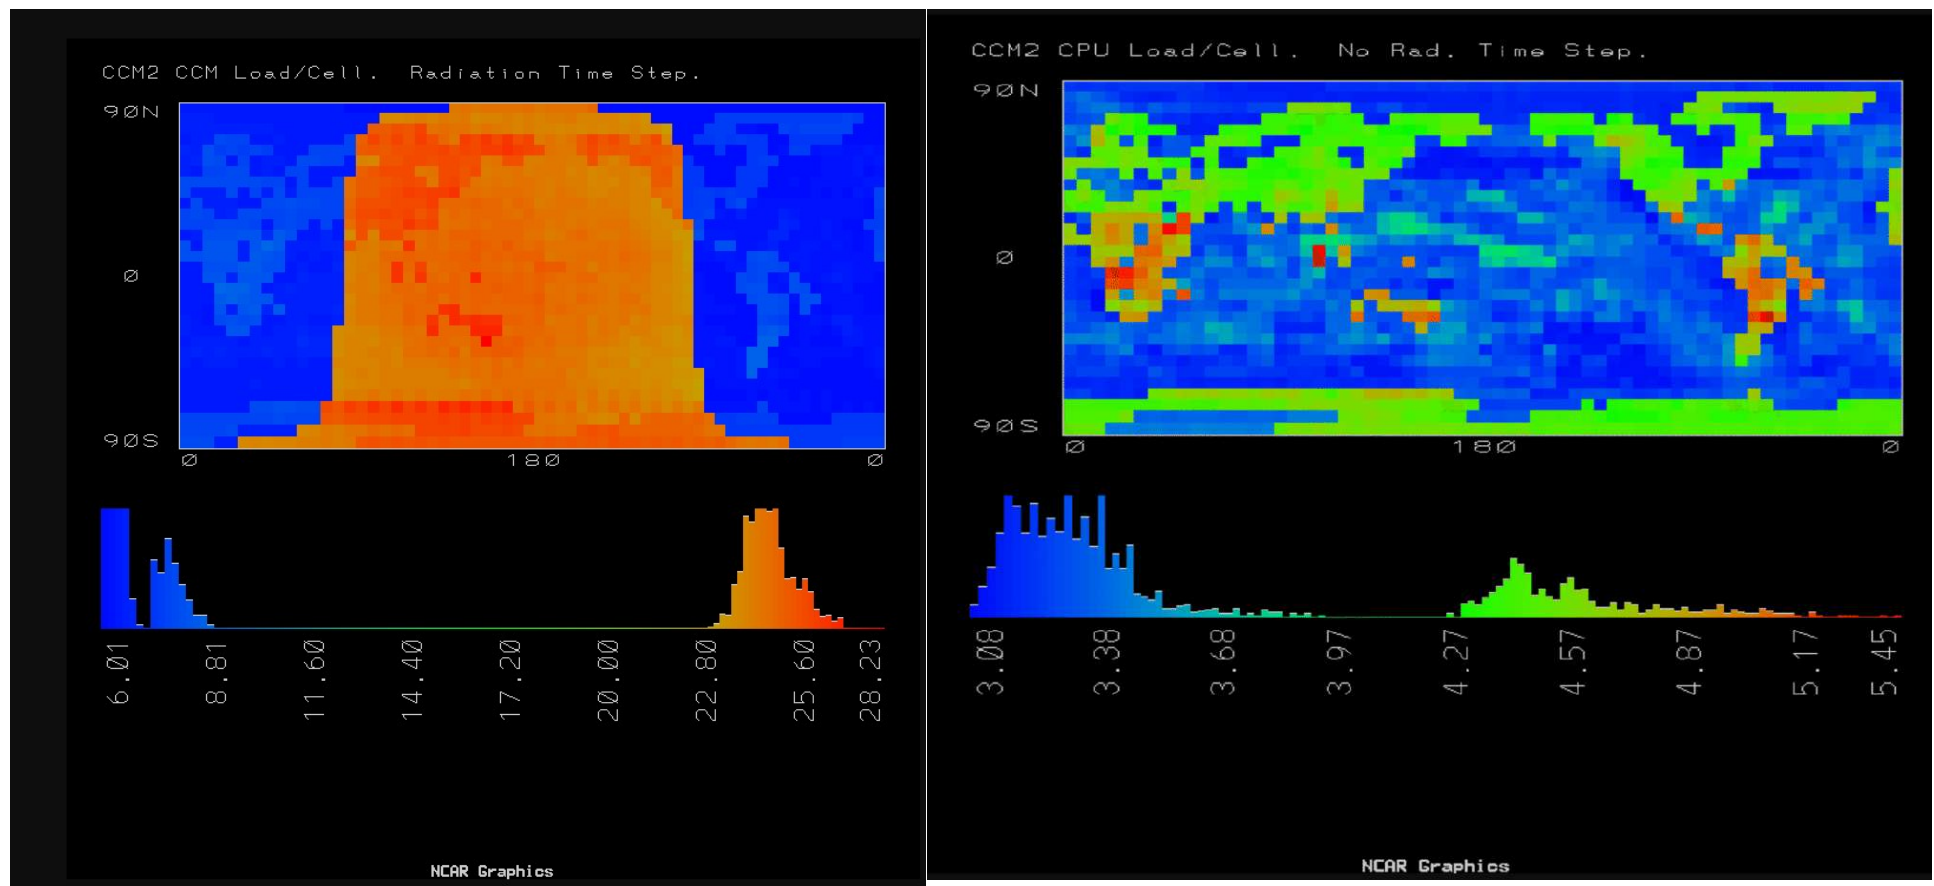 CCM2 CCM Load/Cell. Radiation Time Step.
90N
0
90S
0 180 0
6.01 8.81 11.60 14.40 17.20 20.00 22.80 25.60 28.23
NCAR Graphics
CCM2 CPU Load/Cell. No Rad. Time Step.
90N
0
90S
0 180 0
3.08 3.38 3.68 3.97 4.27 4.57 4.87 5.17 5.45
NCAR Graphics